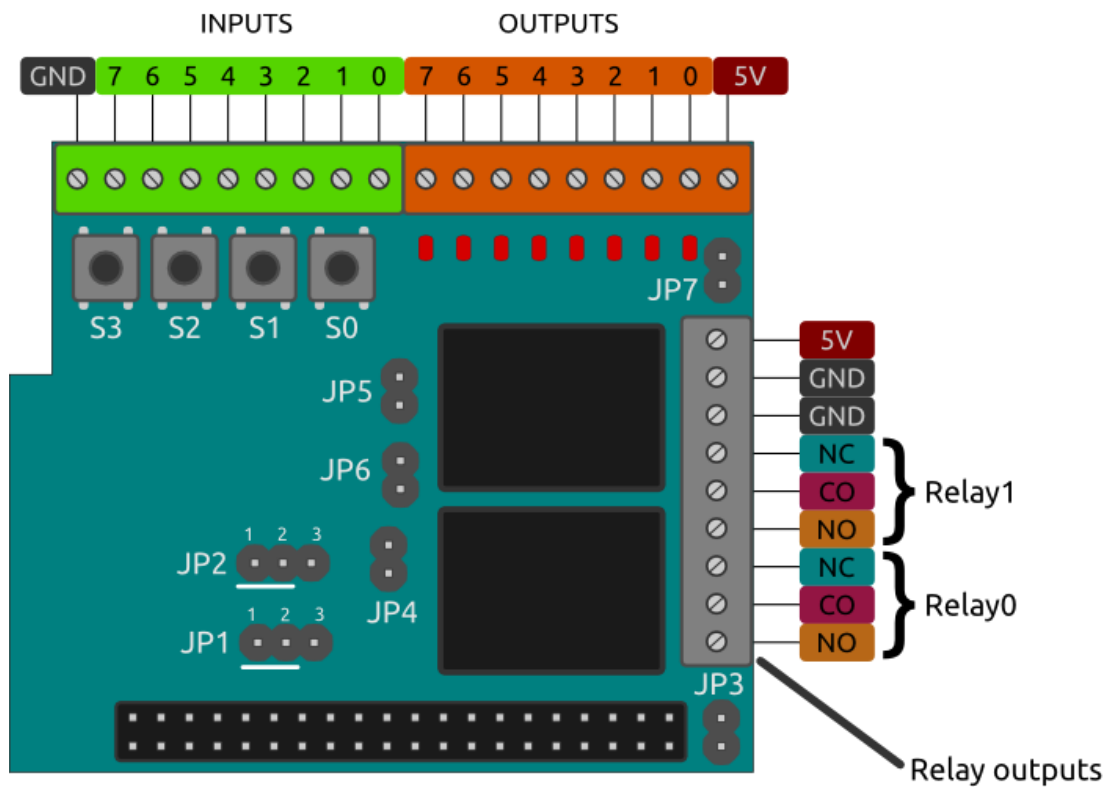 INPUTS OUTPUTS
GND 7 6 5 4 3 2 1 0 7 6 5 4 3 2 1 0 5V
JP7
S3 S2 S1 S0
5V
GND
JP5
GND
NC
JP6
CO Relay1
NO
1 2 3
JP2
NC
CO Relay0
JP4
1 2 3
JP1
NO
JP3
Relay outputs